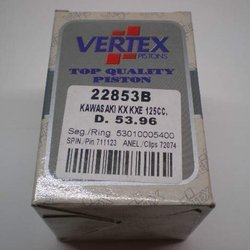 VERTEX
PISTONS
TOP QUALITY
PISTON
22853B
KAWASAKI KX KXE 125CC.
D. 53.96
Seg./Ring 53010005400
SPIN./Pin 711123 ANEL./Clips 72074